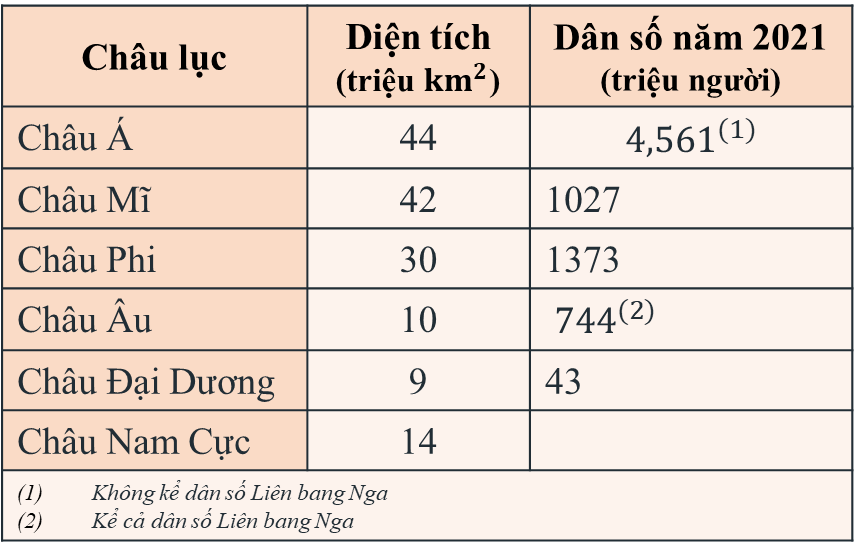 Châu lục Diện tích (triệu km²) Dân số năm 2021 (triệu người)
Châu Á 44 4,561⁽¹⁾
Châu Mĩ 42 1027
Châu Phi 30 1373
Châu Âu 10 744⁽²⁾
Châu Đại Dương 9 43
Châu Nam Cực 14
(1) Không kể dân số Liên bang Nga
(2) Kể cả dân số Liên bang Nga